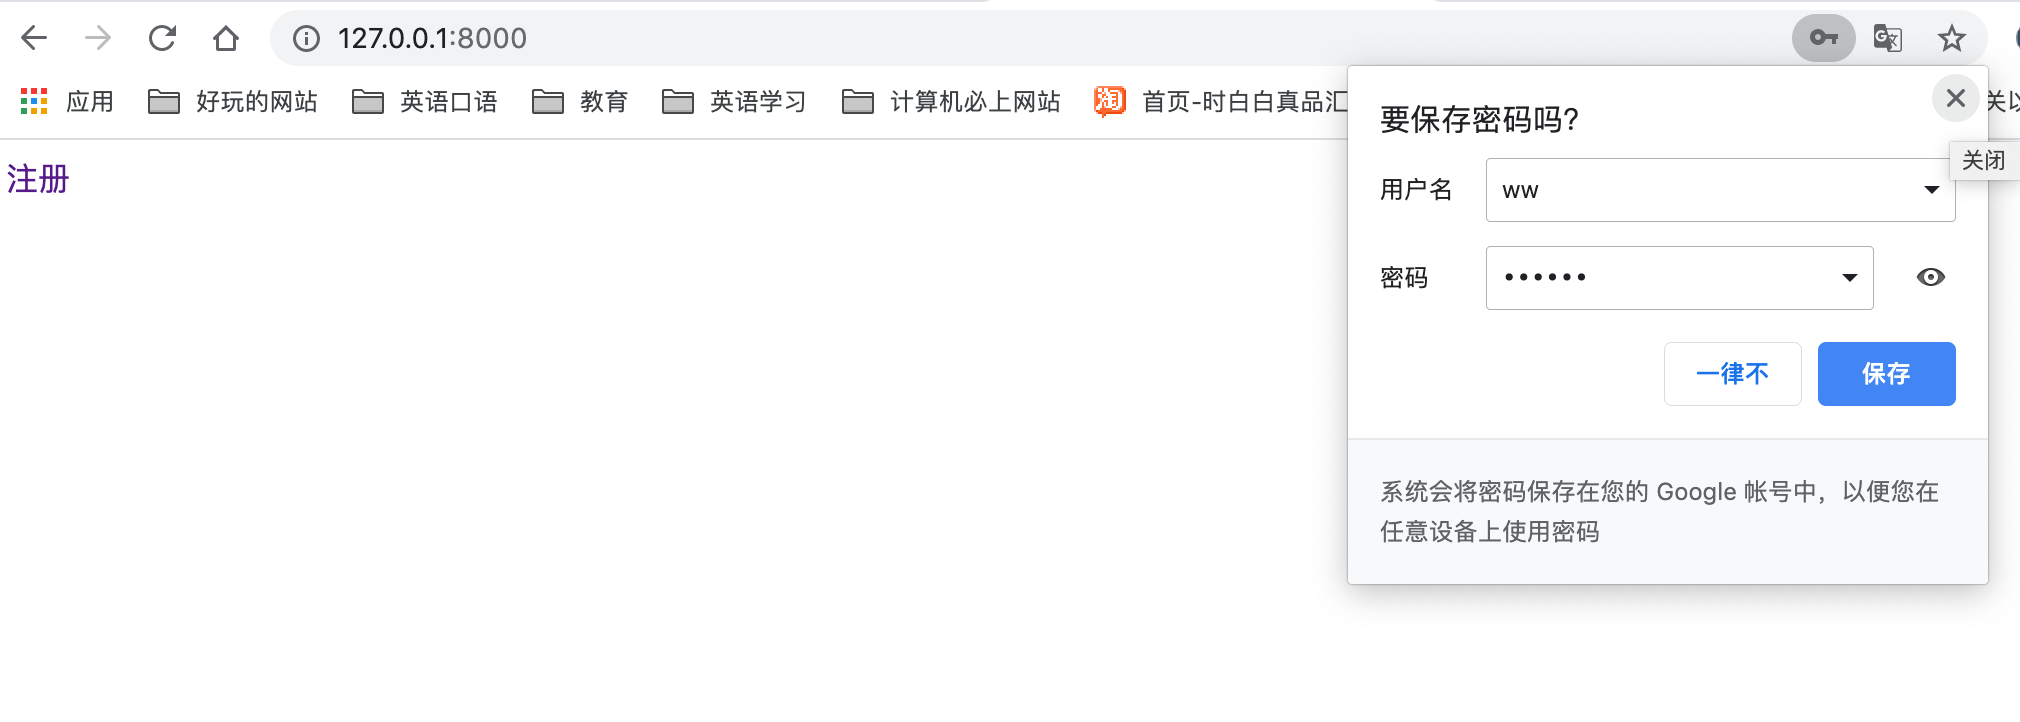 127.0.0.1:8000
应用 好玩的网站 英语口语 教育 英语学习 计算机必上网站 首页-时白白真品汇 关以
注册
要保存密码吗?
关闭
用户名 ww
密码 ••••••
一律不 保存
系统会将密码保存在您的 Google 帐号中，以便您在
任意设备上使用密码